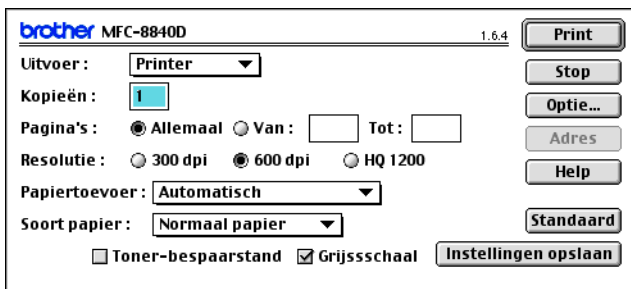 brother MFC-8840D 1.6.4 Print
Uitvoer : Printer Stop
Kopieën : 1 Optie...
Pagina's : Allemaal Van : Tot : Adres
Resolutie : 300 dpi 600 dpi HQ 1200 Help
Papiertoevoer : Automatisch
Soort papier : Normaal papier Standaard
Toner-bespaarstand Grijssschaal Instellingen opslaan